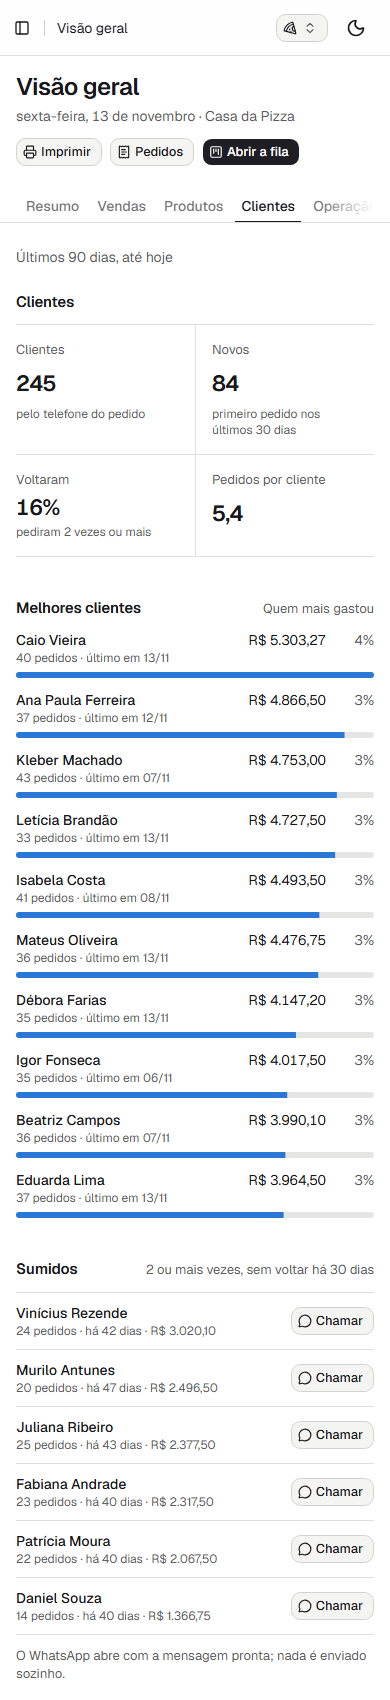 Visão geral
Visão geral
sexta-feira, 13 de novembro · Casa da Pizza
Imprimir
Pedidos
Abrir a fila
Resumo Vendas Produtos Clientes Operaçã
Últimos 90 dias, até hoje
Clientes
Clientes
245
pelo telefone do pedido
Novos
84
primeiro pedido nos
últimos 30 dias
Voltaram
16%
pediram 2 vezes ou mais
Pedidos por cliente
5,4
Melhores clientes Quem mais gastou
Caio Vieira R$ 5.303,27 4%
40 pedidos · último em 13/11
Ana Paula Ferreira R$ 4.866,50 3%
37 pedidos · último em 12/11
Kleber Machado R$ 4.753,00 3%
43 pedidos · último em 07/11
Letícia Brandão R$ 4.727,50 3%
33 pedidos · último em 13/11
Isabela Costa R$ 4.493,50 3%
41 pedidos · último em 08/11
Mateus Oliveira R$ 4.476,75 3%
36 pedidos · último em 13/11
Débora Farias R$ 4.147,20 3%
35 pedidos · último em 13/11
Igor Fonseca R$ 4.017,50 3%
35 pedidos · último em 06/11
Beatriz Campos R$ 3.990,10 3%
36 pedidos · último em 07/11
Eduarda Lima R$ 3.964,50 3%
37 pedidos · último em 13/11
Sumidos 2 ou mais vezes, sem voltar há 30 dias
Vinícius Rezende
24 pedidos · há 42 dias · R$ 3.020,10
Chamar
Murilo Antunes
20 pedidos · há 47 dias · R$ 2.496,50
Chamar
Juliana Ribeiro
25 pedidos · há 43 dias · R$ 2.377,50
Chamar
Fabiana Andrade
23 pedidos · há 40 dias · R$ 2.317,50
Chamar
Patrícia Moura
22 pedidos · há 40 dias · R$ 2.067,50
Chamar
Daniel Souza
14 pedidos · há 40 dias · R$ 1.366,75
Chamar
O WhatsApp abre com a mensagem pronta; nada é enviado
sozinho.